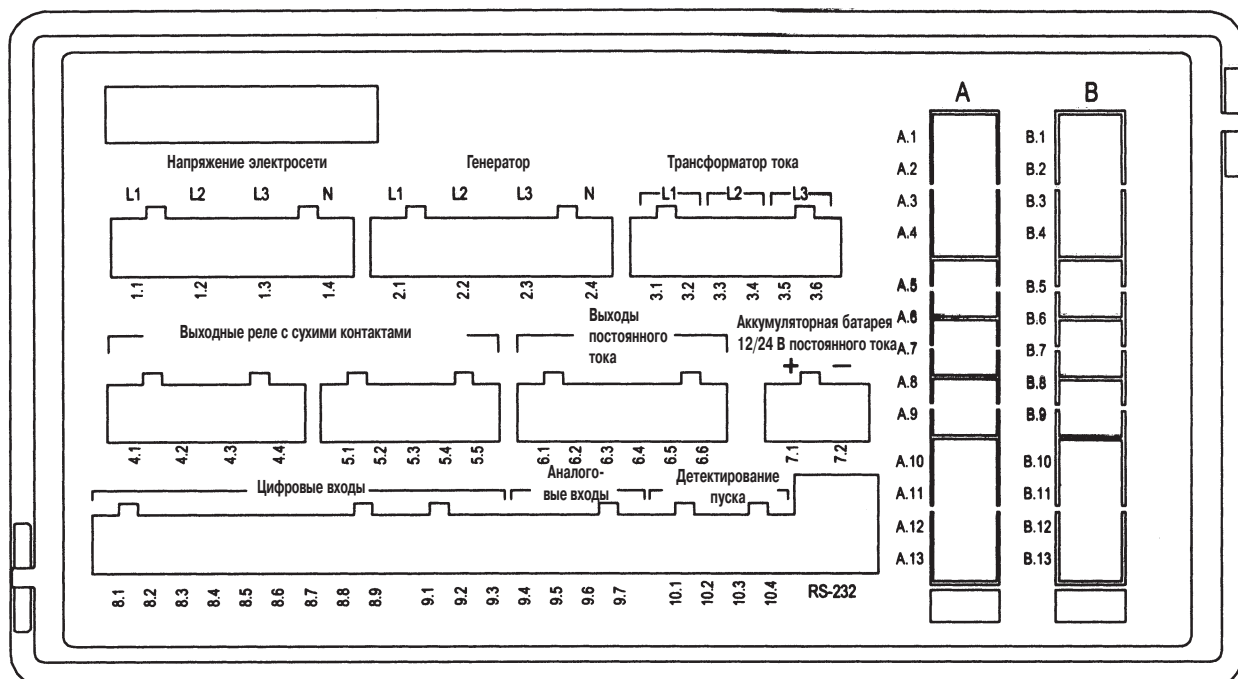 A B
Напряжение электросети Генератор Трансформатор тока
L1 L2 L3 N L1 L2 L3 N L1 L2 L3
1.1 1.2 1.3 1.4 2.1 2.2 2.3 2.4 3.1 3.2 3.3 3.4 3.5 3.6
Выходные реле с сухими контактами
Выходы
постоянного
тока
Аккумуляторная батарея
12/24 В постоянного тока
+ −
4.1 4.2 4.3 4.4 5.1 5.2 5.3 5.4 5.5 6.1 6.2 6.3 6.4 6.5 6.6 7.1 7.2
Цифровые входы
Аналого-
вые входы
Детектирование
пуска
8.1 8.2 8.3 8.4 8.5 8.6 8.7 8.8 8.9 9.1 9.2 9.3 9.4 9.5 9.6 9.7 10.1 10.2 10.3 10.4 RS-232
A.1 B.1
A.2 B.2
A.3 B.3
A.4 B.4
A.5 B.5
A.6 B.6
A.7 B.7
A.8 B.8
A.9 B.9
A.10 B.10
A.11 B.11
A.12 B.12
A.13 B.13